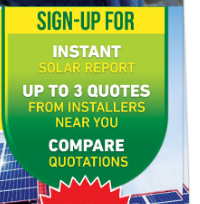 SIGN-UP FOR
INSTANT
SOLAR REPORT
UP TO 3 QUOTES
FROM INSTALLERS
NEAR YOU
COMPARE
QUOTATIONS